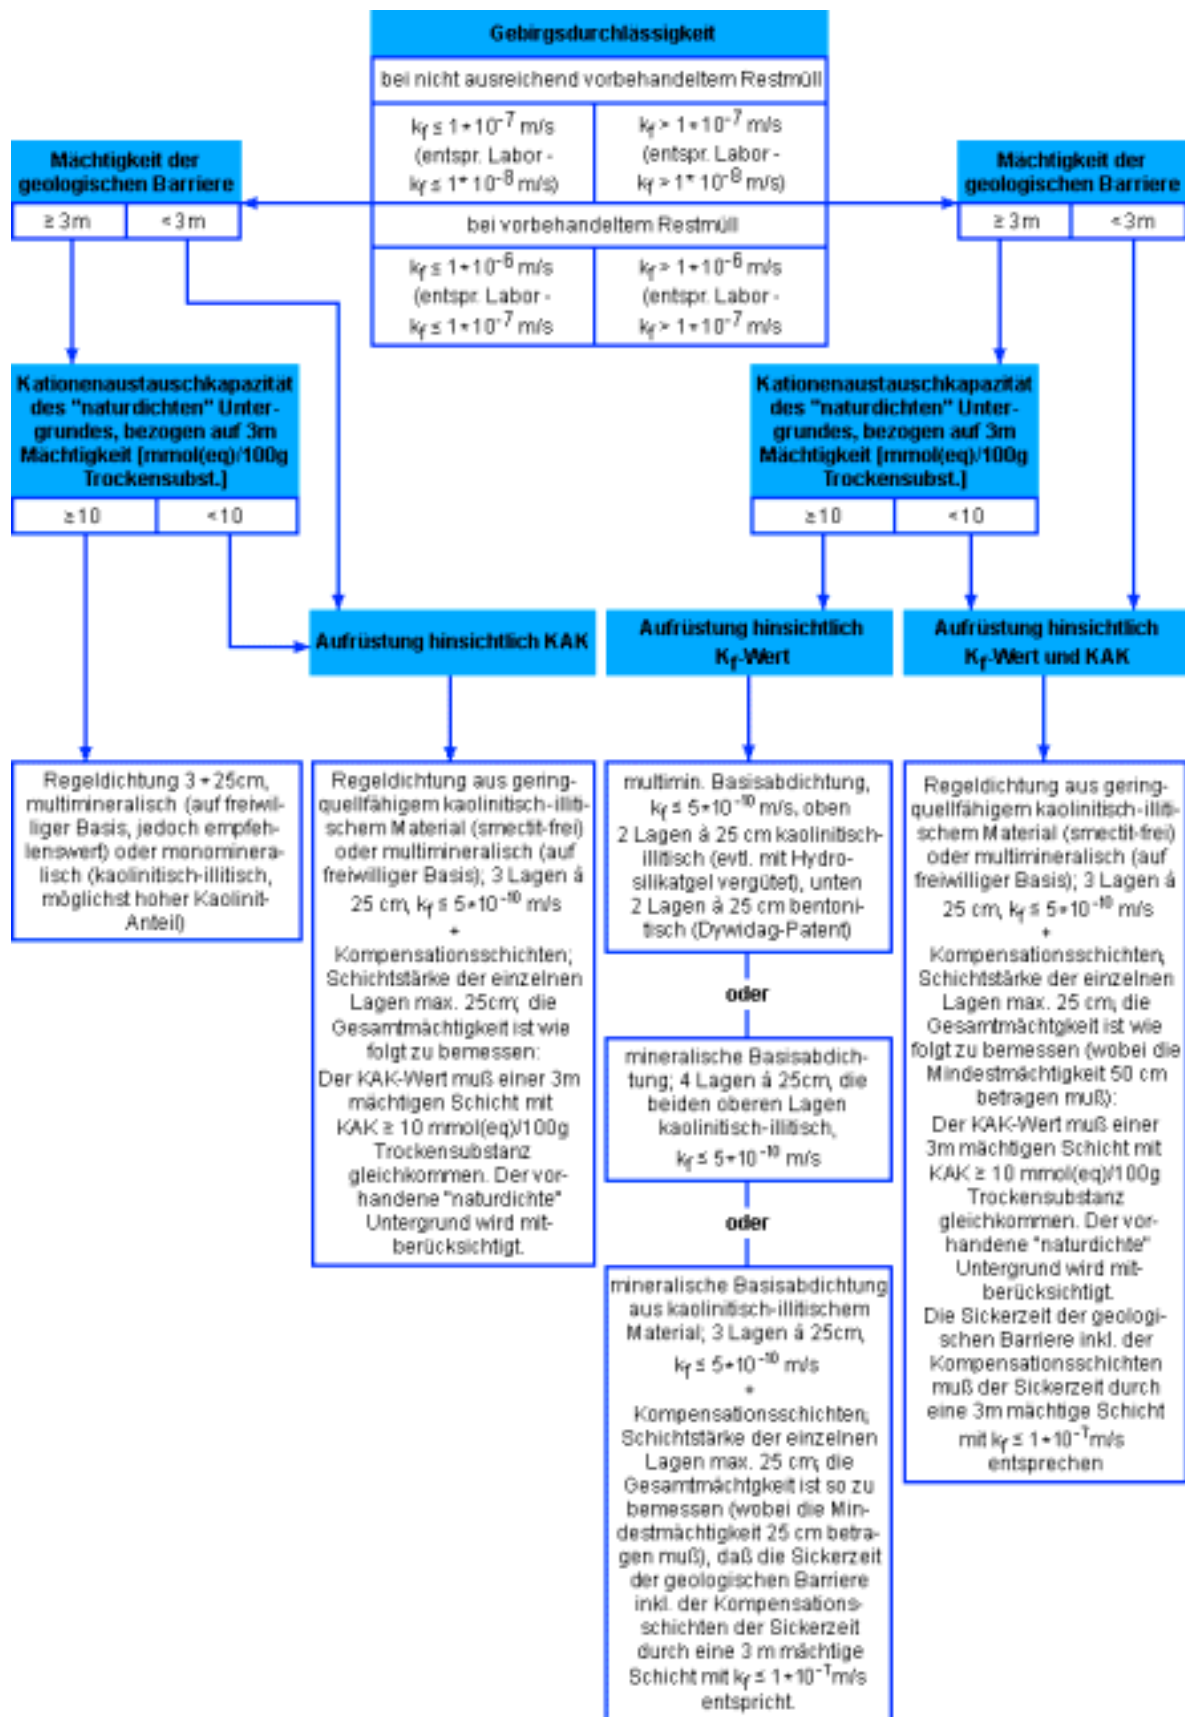 Gebirgsdurchlässigkeit
bei nicht ausreichend vorbehandeltem Restmüll
kf ≤ 1*10⁻⁷ m/s
(entspr. Labor -
kf ≤ 1* 10⁻⁸ m/s)
kf > 1*10⁻⁷ m/s
(entspr. Labor -
kf > 1* 10⁻⁸ m/s)
bei vorbehandeltem Restmüll
kf ≤ 1*10⁻⁶ m/s
(entspr. Labor -
kf ≤ 1*10⁻⁷ m/s
kf > 1*10⁻⁶ m/s
(entspr. Labor -
kf > 1*10⁻⁷ m/s
Mächtigkeit der
geologischen Barriere
≥ 3m
<3m
Mächtigkeit der
geologischen Barriere
≥ 3m
<3m
Kationenaustauschkapazität
des "naturdichten" Unter-
grundes, bezogen auf 3m
Mächtigkeit [mmol(eq)/100g
Trockensubst.]
≥10
<10
Kationenaustauschkapazität
des "naturdichten" Unter-
grundes, bezogen auf 3m
Mächtigkeit [mmol(eq)/100g
Trockensubst.]
≥10
<10
Aufrüstung hinsichtlich KAK
Aufrüstung hinsichtlich
Kf-Wert
Aufrüstung hinsichtlich
Kf-Wert und KAK
Regeldichtung 3*25cm,
multimineralisch (auf freiwil-
liger Basis, jedoch empfeh-
lenswert) oder monominera-
lisch (kaolinitisch-illitisch,
möglichst hoher Kaolinit-
Anteil)
Regeldichtung aus gering-
quellfähigem kaolinitisch-illiti-
schem Material (smectit-frei)
oder multimineralisch (auf
freiwilliger Basis); 3 Lagen á
25 cm, kf ≤ 5*10⁻¹⁰ m/s
+
Kompensationsschichten;
Schichtstärke der einzelnen
Lagen max. 25cm; die
Gesamtmächtigkeit ist wie
folgt zu bemessen:
Der KAK-Wert muß einer 3m
mächtigen Schicht mit
KAK ≥ 10 mmol(eq)/100g
Trockensubstanz
gleichkommen. Der vor-
handene "naturdichte"
Untergrund wird mit-
berücksichtigt.
multimin. Basisabdichtung,
kf ≤ 5*10⁻¹⁰ m/s, oben
2 Lagen á 25 cm kaolinitisch-
illitisch (evtl. mit Hydro-
silikatgel vergütet), unten
2 Lagen á 25 cm bentoni-
tisch (Dywidag-Patent)
oder
mineralische Basisabdich-
tung; 4 Lagen á 25cm, die
beiden oberen Lagen
kaolinitisch-illitisch,
kf ≤ 5*10⁻¹⁰ m/s
oder
mineralische Basisabdichtung
aus kaolinitisch-illitischem
Material; 3 Lagen á 25cm,
kf ≤ 5*10⁻¹⁰ m/s
+
Kompensationsschichten;
Schichtstärke der einzelnen
Lagen max. 25 cm; die
Gesamtmächtgkeit ist so zu
bemessen (wobei die Min-
destmächtigkeit 25 cm betra-
gen muß), daß die Sickerzeit
der geologischen Barriere
inkl. der Kompensations-
schichten der Sickerzeit
durch eine 3 m mächtige
Schicht mit kf ≤ 1*10⁻⁷m/s
entspricht.
Regeldichtung aus gering-
quellfähigem kaolinitisch-illiti-
schem Material (smectit-frei)
oder multimineralisch (auf
freiwilliger Basis); 3 Lagen á
25 cm, kf ≤ 5*10⁻¹⁰ m/s
+
Kompensationsschichten;
Schichtstärke der einzelnen
Lagen max. 25 cm; die
Gesamtmächtgkeit ist wie
folgt zu bemessen (wobei die
Mindestmächtigkeit 50 cm
betragen muß):
Der KAK-Wert muß einer
3m mächtigen Schicht mit
KAK ≥ 10 mmol(eq)/100g
Trockensubstanz
gleichkommen. Der vor-
handene "naturdichte"
Untergrund wird mit-
berücksichtigt.
Die Sickerzeit der geologi-
schen Barriere inkl. der
Kompensationsschichten
muß der Sickerzeit durch
eine 3m mächtige Schicht
mit kf ≤ 1*10⁻⁷m/s
entsprechen